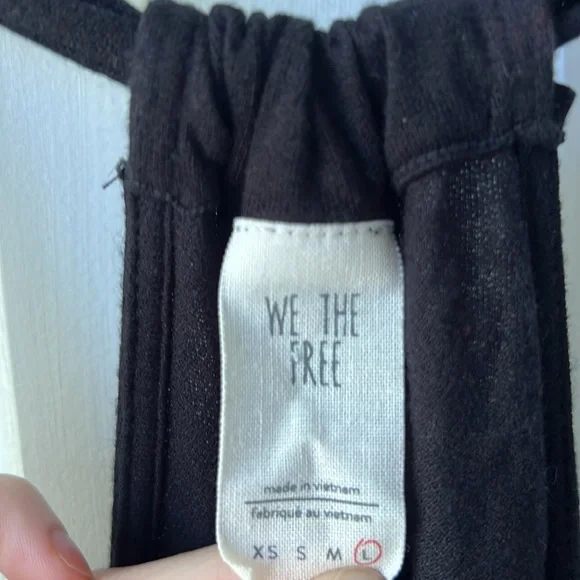 WE THE
FREE
made in vietnam
fabriqué au vietnam
XS S M L